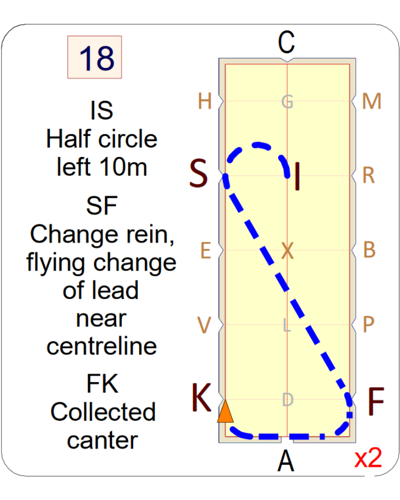 18
IS
Half circle
left 10m
SF
Change rein,
flying change
of lead
near
centreline
FK
Collected
canter
C
H G M
S I R
E X B
V L P
K D F
A
x2